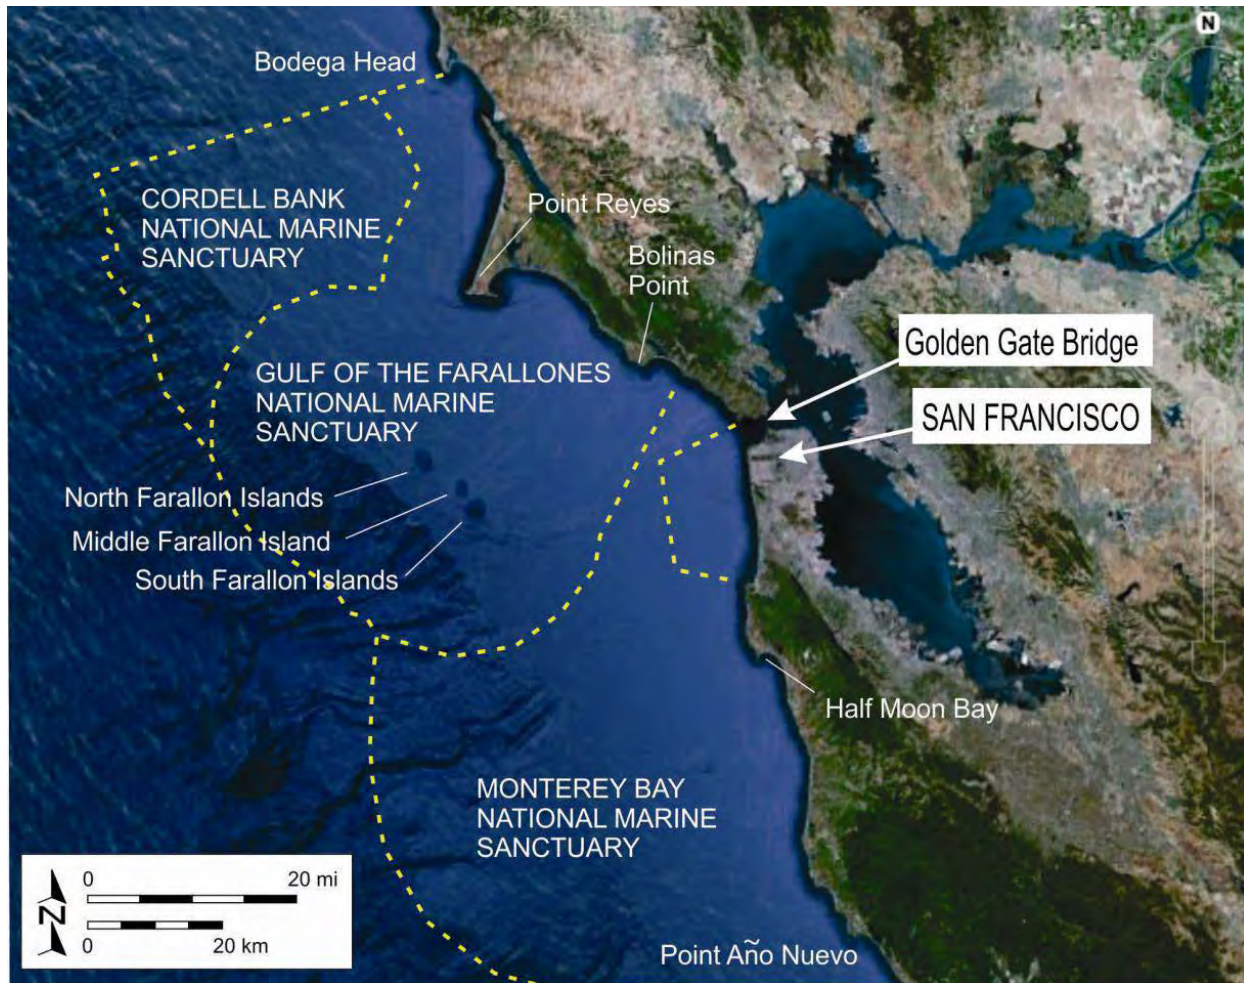 N
Bodega Head
CORDELL BANK
NATIONAL MARINE
SANCTUARY
Point Reyes
Bolinas
Point
Golden Gate Bridge
GULF OF THE FARALLONES
NATIONAL MARINE
SANCTUARY
SAN FRANCISCO
North Farallon Islands
Middle Farallon Island
South Farallon Islands
Half Moon Bay
MONTEREY BAY
NATIONAL MARINE
SANCTUARY
0 20 mi
N
0 20 km
Point Año Nuevo